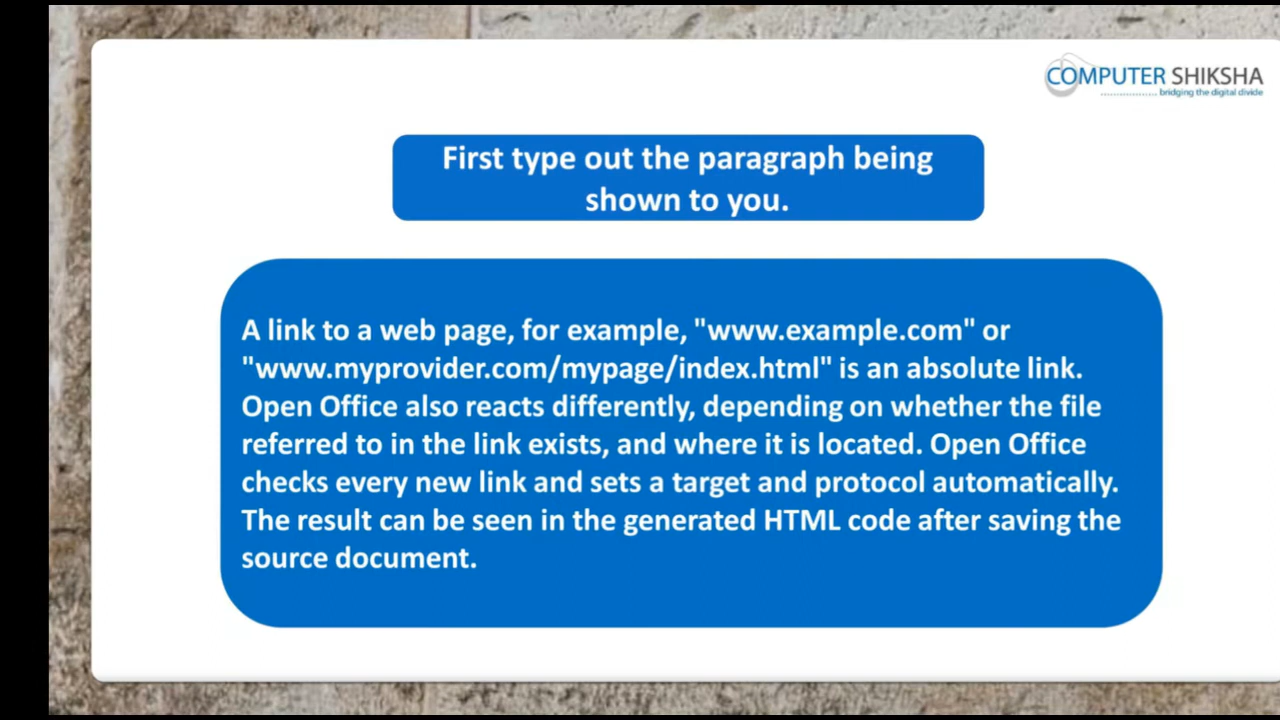 COMPUTER SHIKSHA
bridging the digital divide
First type out the paragraph being
shown to you.
A link to a web page, for example, "www.example.com" or
"www.myprovider.com/mypage/index.html" is an absolute link.
Open Office also reacts differently, depending on whether the file
referred to in the link exists, and where it is located. Open Office
checks every new link and sets a target and protocol automatically.
The result can be seen in the generated HTML code after saving the
source document.